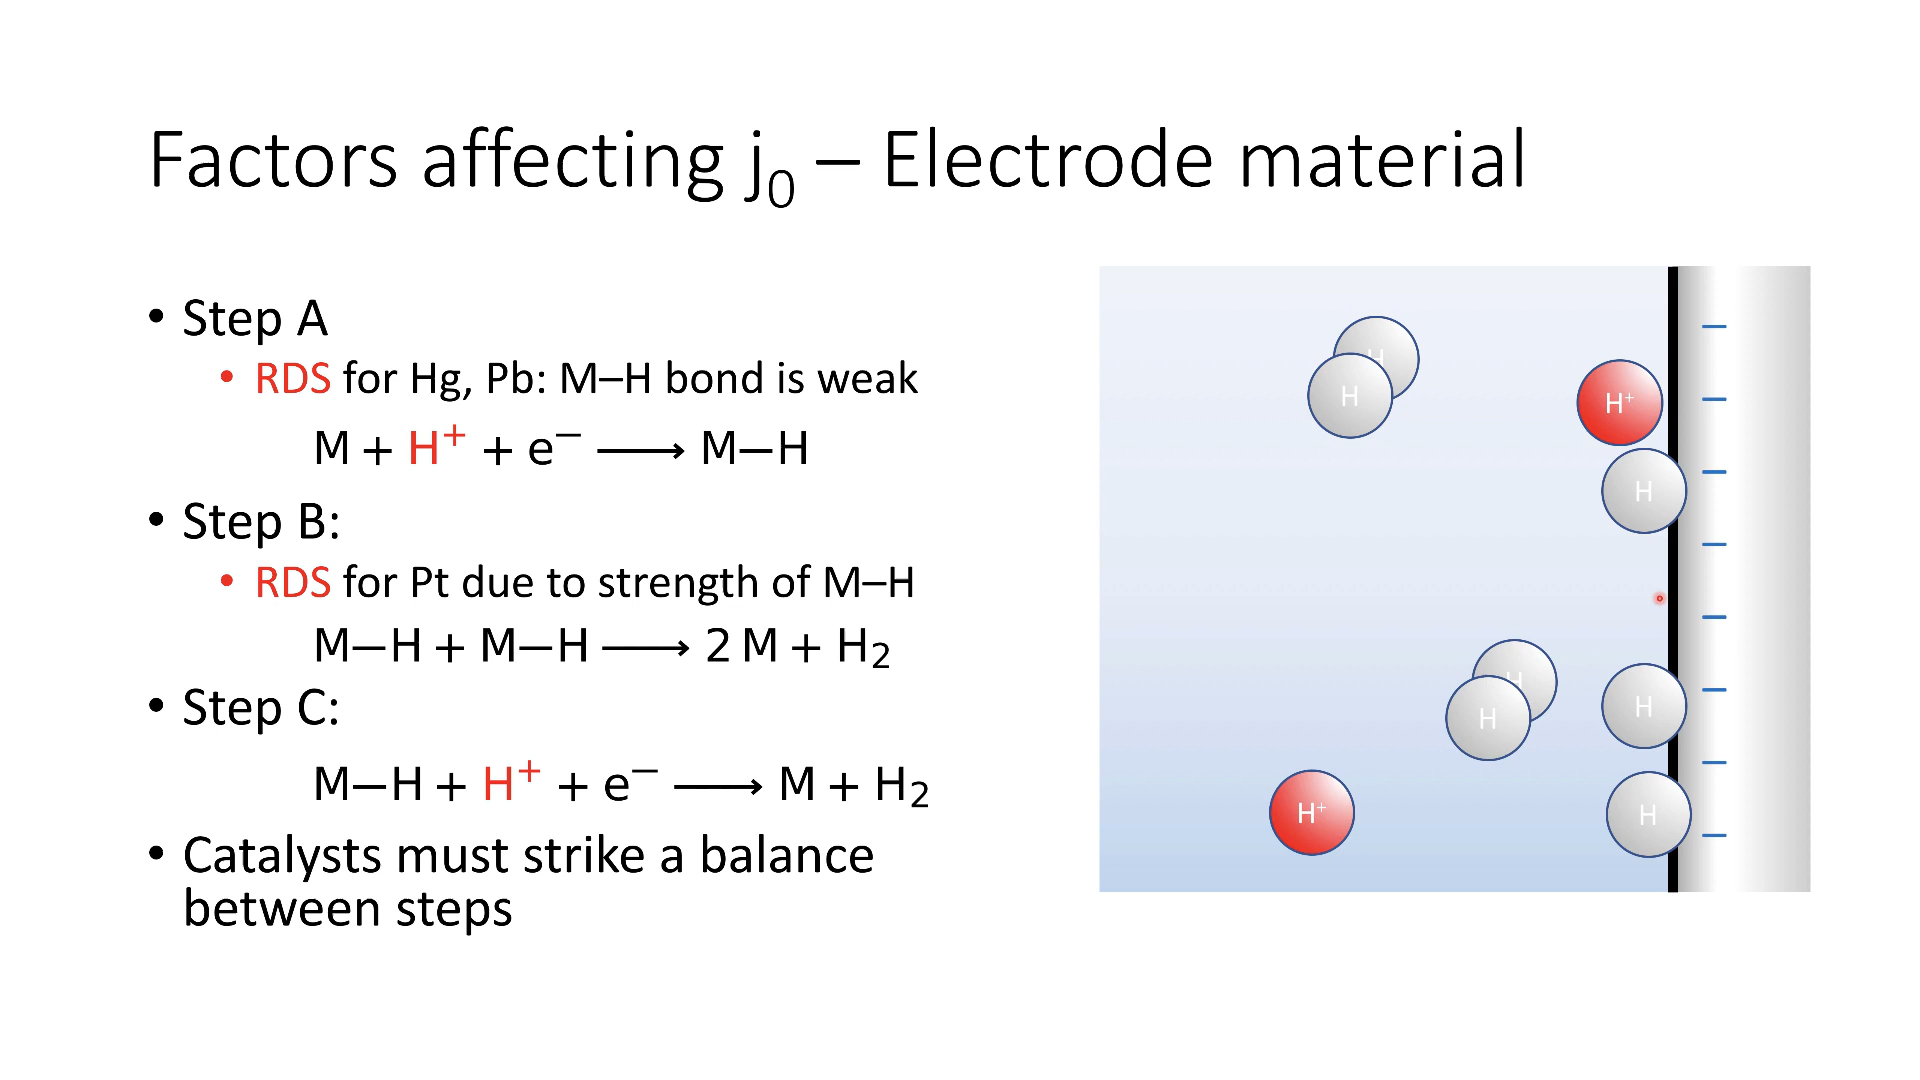 Factors affecting j₀ – Electrode material
• Step A
• RDS for Hg, Pb: M–H bond is weak
M + H⁺ + e⁻ ⟶ M—H
• Step B:
• RDS for Pt due to strength of M–H
M—H + M—H ⟶ 2 M + H₂
• Step C:
M—H + H⁺ + e⁻ ⟶ M + H₂
• Catalysts must strike a balance
between steps
H
H
H⁺
H
H
H
H
H⁺
H